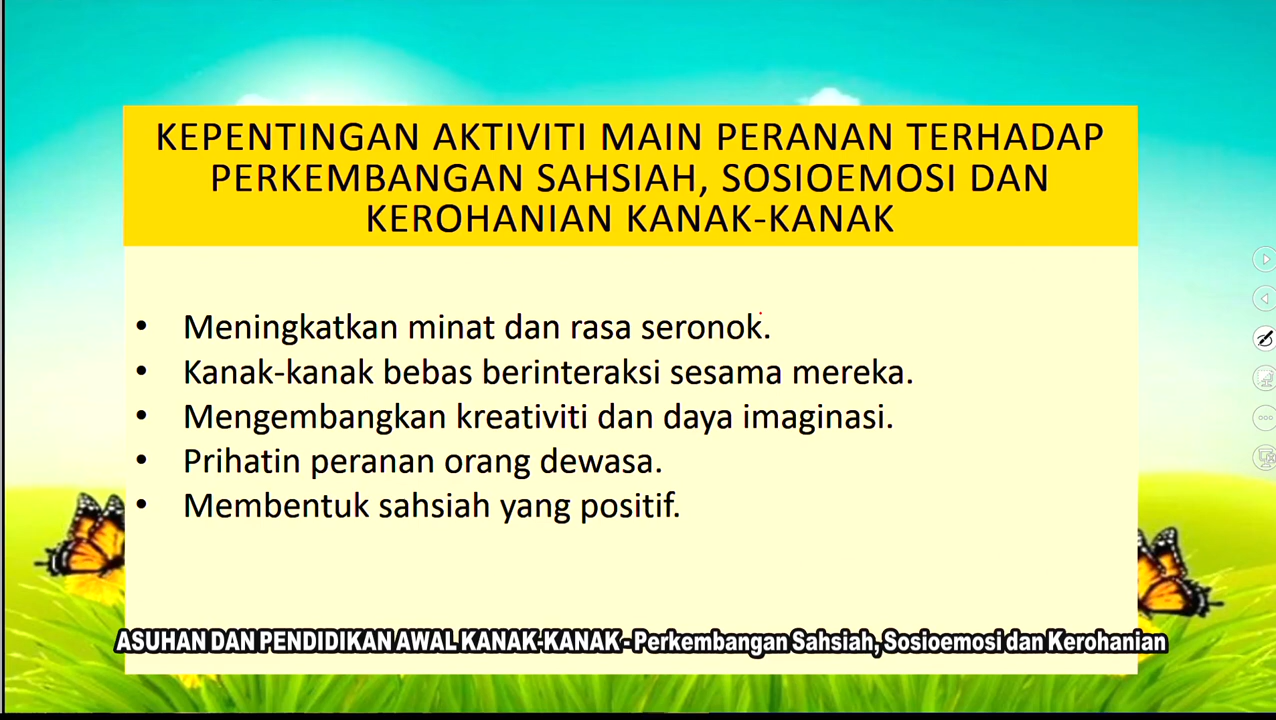 KEPENTINGAN AKTIVITI MAIN PERANAN TERHADAP
PERKEMBANGAN SAHSIAH, SOSIOEMOSI DAN
KEROHANIAN KANAK-KANAK
• Meningkatkan minat dan rasa seronok.
• Kanak-kanak bebas berinteraksi sesama mereka.
• Mengembangkan kreativiti dan daya imaginasi.
• Prihatin peranan orang dewasa.
• Membentuk sahsiah yang positif.
ASUHAN DAN PENDIDIKAN AWAL KANAK-KANAK - Perkembangan Sahsiah, Sosioemosi dan Kerohanian